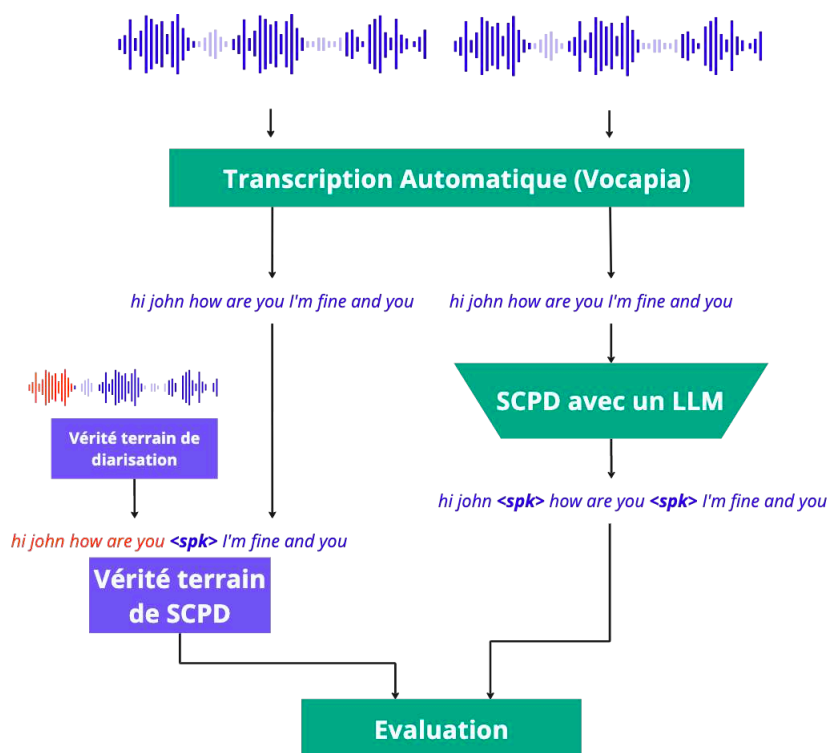 Transcription Automatique (Vocapia)
hi john how are you I'm fine and you
hi john how are you I'm fine and you
SCPD avec un LLM
Vérité terrain de
diarisation
hi john <spk> how are you <spk> I'm fine and you
hi john how are you <spk> I'm fine and you
Vérité terrain
de SCPD
Evaluation